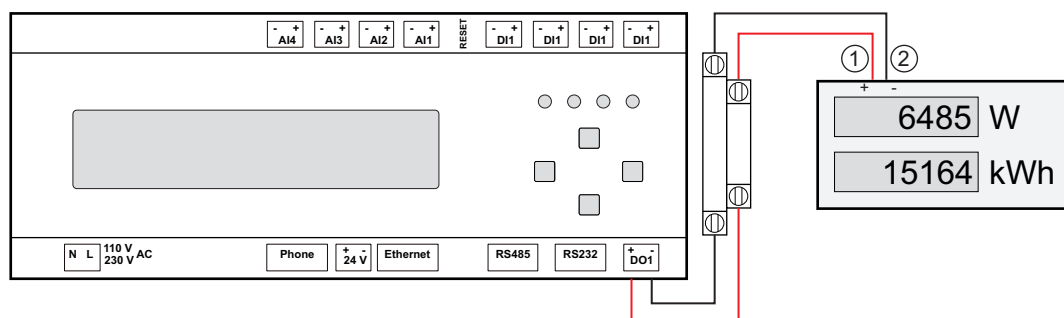 - + AI4
- + AI3
- + AI2
- + AI1
RESET
- + DI1
- + DI1
- + DI1
- + DI1
1
2
+ -
6485 W
15164 kWh
N L
110 V
230 V
AC
Phone
+ -
24 V
Ethernet
RS485
RS232
+ -
DO1